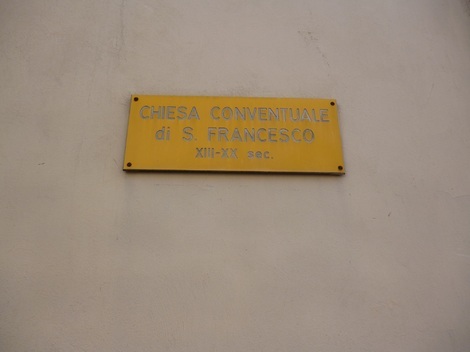 CHIESA CONVENTUALE
di S. FRANCESCO
XIII-XX sec.